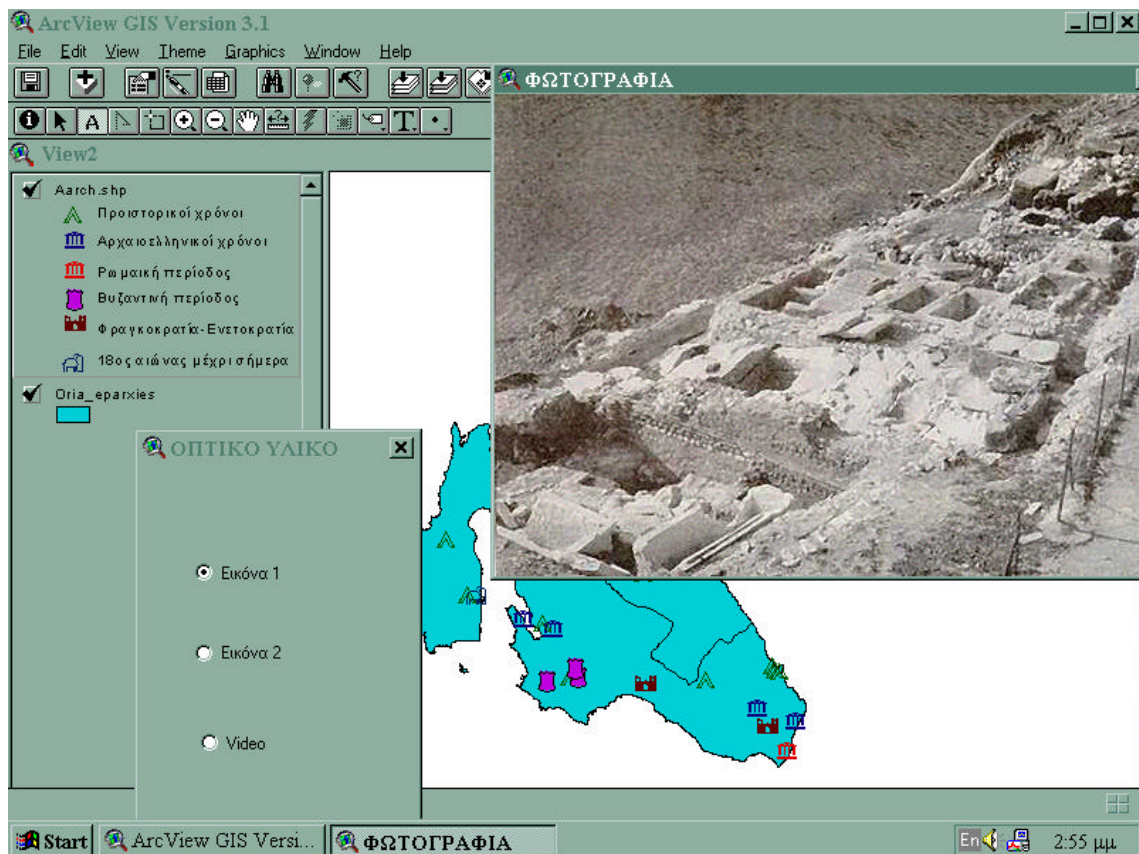 ArcView GIS Version 3.1
File Edit View Theme Graphics Window Help
ΦΩΤΟΓΡΑΦΙΑ
View2
Aarch.shp
Προιστορικοί χρόνοι
Αρχαιοελληνικοί χρόνοι
Ρωμαική περίοδος
Βυζαντινή περίοδος
Φραγκοκρατία-Ενετοκρατία
18ος αιώνας μέχρι σήμερα
Oria_eparxies
ΟΠΤΙΚΟ ΥΛΙΚΟ
Εικόνα 1
Εικόνα 2
Video
Start ArcView GIS Versi... ΦΩΤΟΓΡΑΦΙΑ En 2:55 μμ